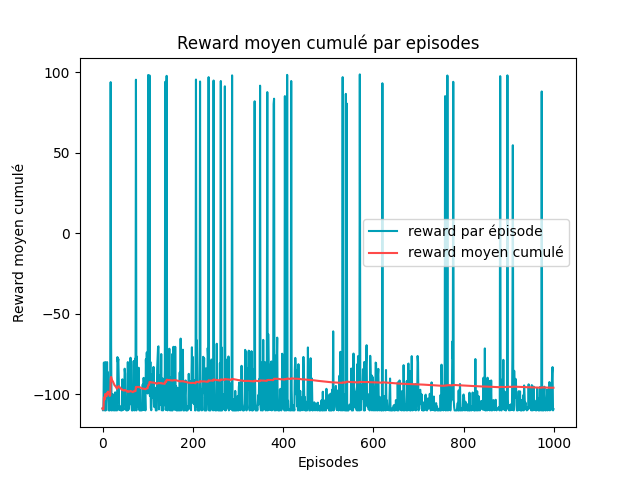 Reward moyen cumulé par episodes
100
50
0
−50
−100
Reward moyen cumulé
reward par épisode
reward moyen cumulé
0
200
400
600
800
1000
Episodes